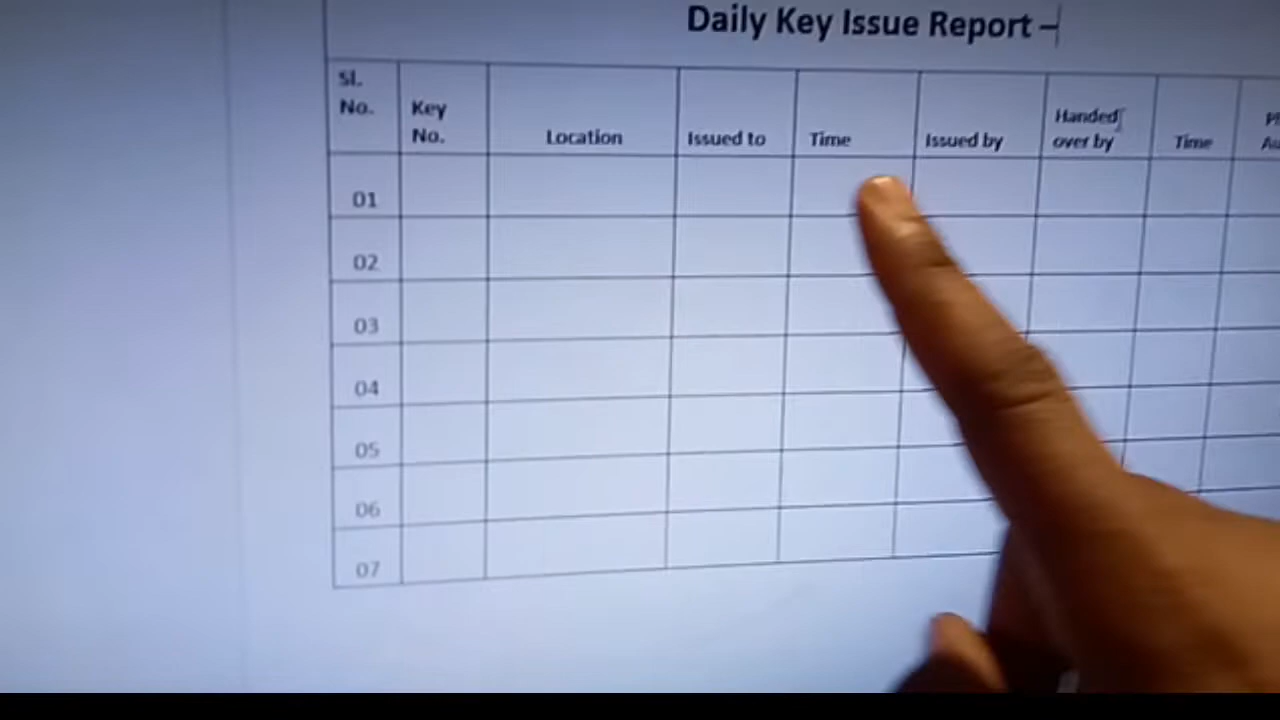 Daily Key Issue Report –
Sl. No.
Key No.
Location
Issued to
Time
Issued by
Handed over by
Time
01
02
03
04
05
06
07